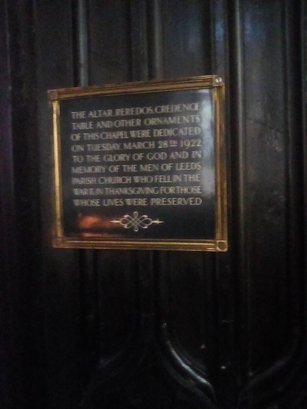 THE ALTAR, REREDOS, CREDENCE
TABLE AND OTHER ORNAMENTS
OF THIS CHAPEL WERE DEDICATED
ON TUESDAY, MARCH 28TH 1922
TO THE GLORY OF GOD AND IN
MEMORY OF THE MEN OF LEEDS
PARISH CHURCH WHO FELL IN THE
WAR & IN THANKSGIVING FOR THOSE
WHOSE LIVES WERE PRESERVED